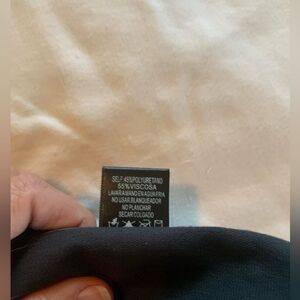 SELF:45%POLYURETANO
55%VISCOSA
LAVAR A MANO EN AGUA FRIA
NO USAR BLANQUEADOR
NO PLANCHAR
SECAR COLGADO